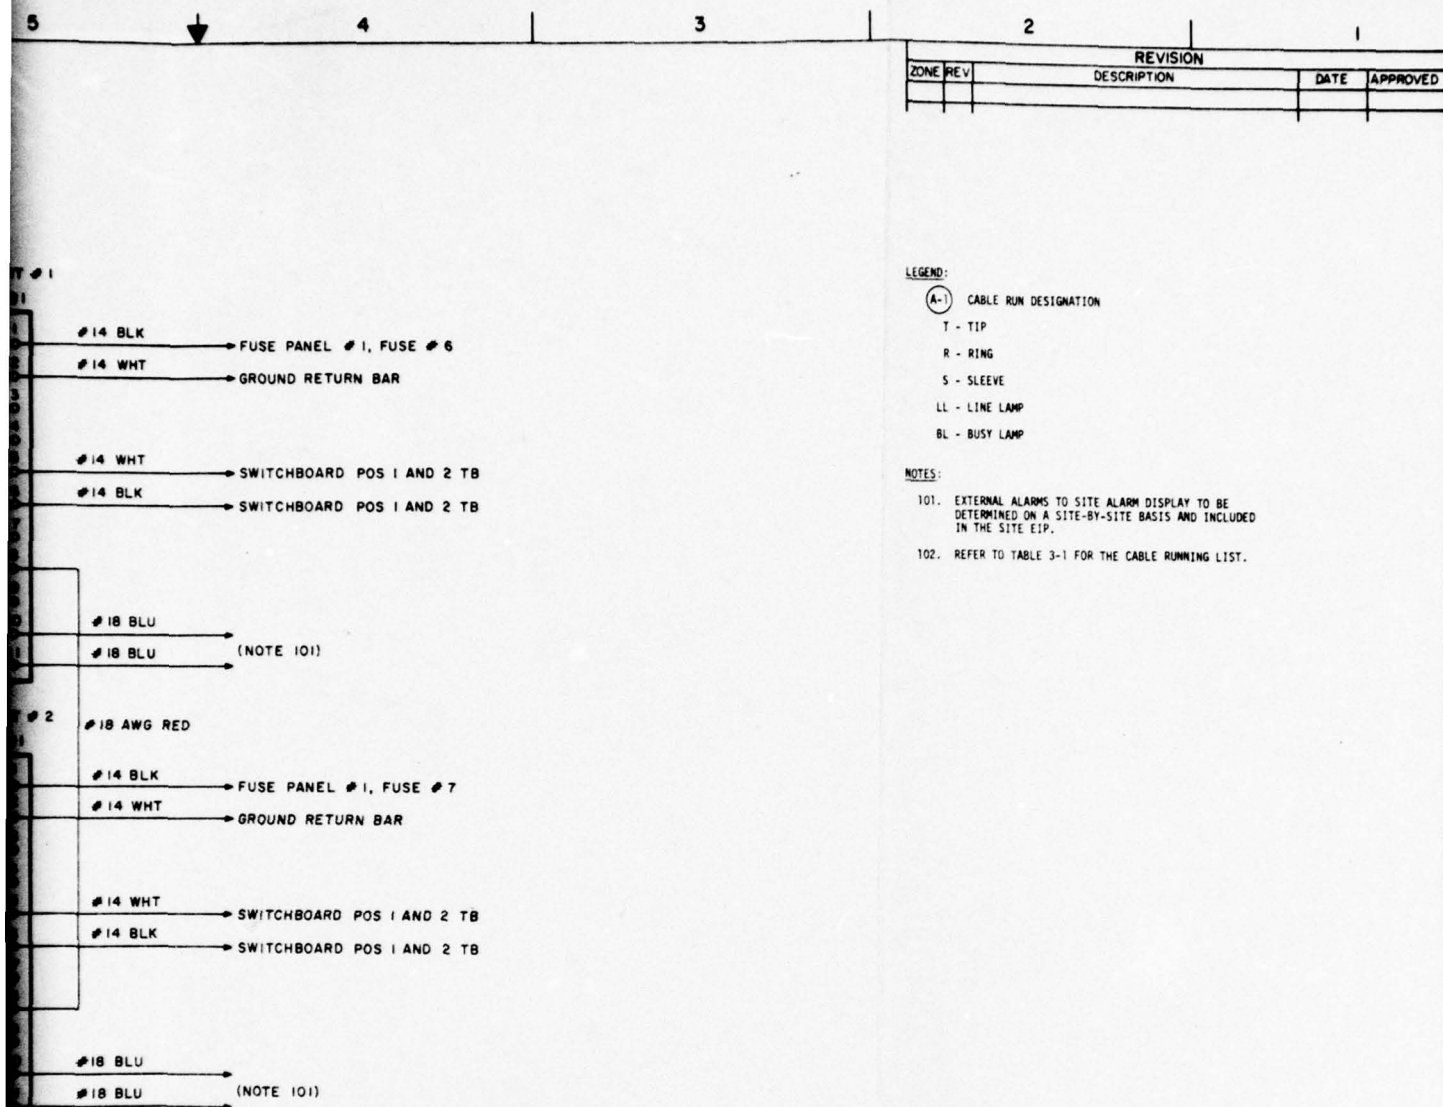 5 4 3 2 1
REVISION
ZONE REV DESCRIPTION DATE APPROVED
# 1
LEGEND:
A-1 CABLE RUN DESIGNATION
T - TIP
R - RING
S - SLEEVE
LL - LINE LAMP
BL - BUSY LAMP
NOTES:
101. EXTERNAL ALARMS TO SITE ALARM DISPLAY TO BE
DETERMINED ON A SITE-BY-SITE BASIS AND INCLUDED
IN THE SITE EIP.
102. REFER TO TABLE 3-1 FOR THE CABLE RUNNING LIST.
#14 BLK
FUSE PANEL #1, FUSE #6
#14 WHT
GROUND RETURN BAR
#14 WHT
SWITCHBOARD POS 1 AND 2 TB
#14 BLK
SWITCHBOARD POS 1 AND 2 TB
#18 BLU
#18 BLU
(NOTE 101)
# 2
#18 AWG RED
#14 BLK
FUSE PANEL #1, FUSE #7
#14 WHT
GROUND RETURN BAR
#14 WHT
SWITCHBOARD POS 1 AND 2 TB
#14 BLK
SWITCHBOARD POS 1 AND 2 TB
#18 BLU
#18 BLU
(NOTE 101)